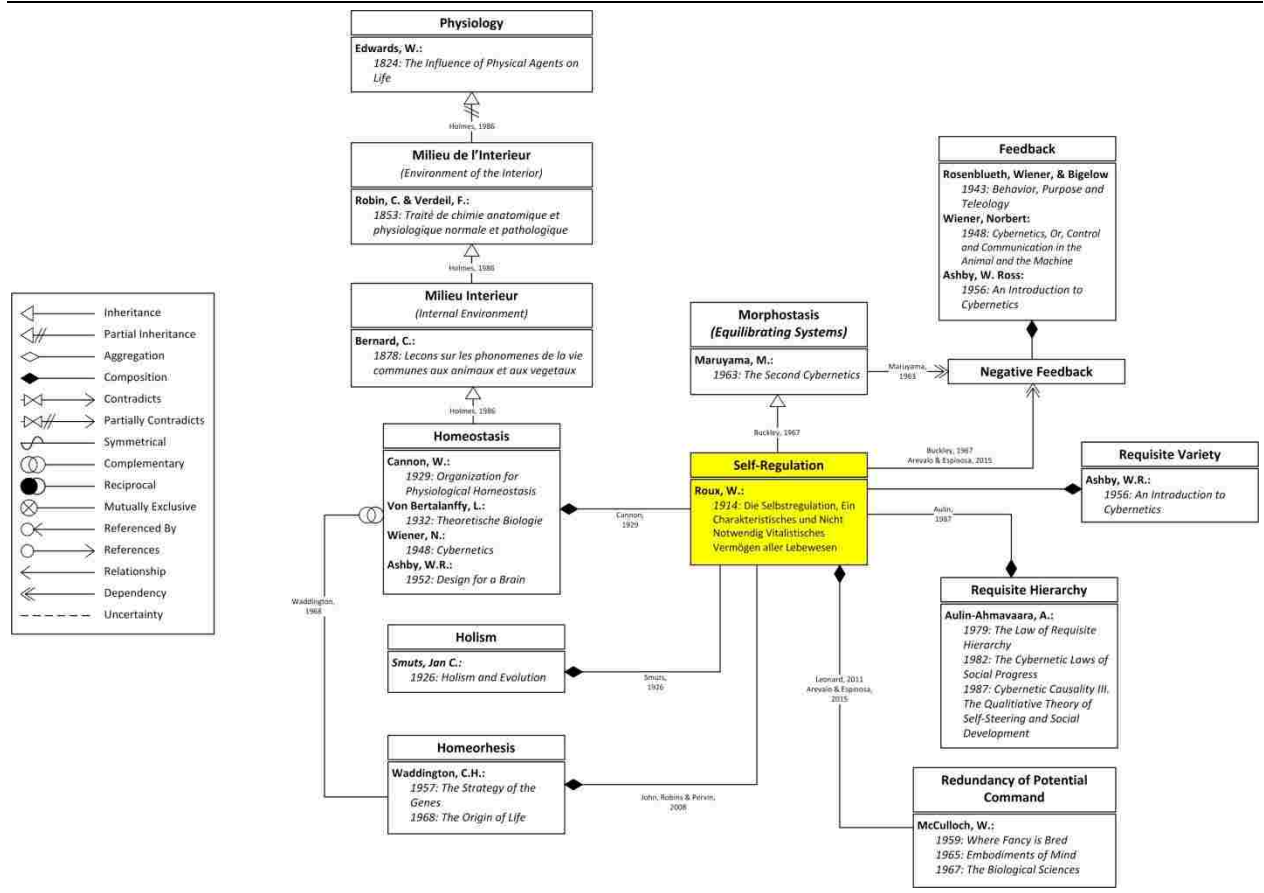 Physiology
Edwards, W.:
1824: The Influence of Physical Agents on
Life
Holmes, 1986
Milieu de l'Interieur
(Environment of the Interior)
Robin, C. & Verdeil, F.:
1853: Traité de chimie anatomique et
physiologique normale et pathologique
Holmes, 1986
Milieu Interieur
(Internal Environment)
Bernard, C.:
1878: Lecons sur les phonomenes de la vie
communes aux animaux et aux vegetaux
Holmes, 1986
Homeostasis
Cannon, W.:
1929: Organization for
Physiological Homeostasis
Von Bertalanffy, L.:
1932: Theoretische Biologie
Wiener, N.:
1948: Cybernetics
Ashby, W.R.:
1952: Design for a Brain
Cannon,
1929
Waddington,
1968
Holism
Smuts, Jan C.:
1926: Holism and Evolution
Smuts,
1926
Homeorhesis
Waddington, C.H.:
1957: The Strategy of the
Genes
1968: The Origin of Life
John, Robins & Pervin,
2008
Inheritance
Partial Inheritance
Aggregation
Composition
Contradicts
Partially Contradicts
Symmetrical
Complementary
Reciprocal
Mutually Exclusive
Referenced By
References
Relationship
Dependency
Uncertainty
Morphostasis
(Equilibrating Systems)
Maruyama, M.:
1963: The Second Cybernetics
Maruyama,
1963
Buckley, 1967
Self-Regulation
Roux, W.:
1914: Die Selbstregulation, Ein
Charakteristisches und Nicht
Notwendig Vitalistisches
Vermögen aller Lebewesen
Feedback
Rosenblueth, Wiener, & Bigelow
1943: Behavior, Purpose and
Teleology
Wiener, Norbert:
1948: Cybernetics, Or, Control
and Communication in the
Animal and the Machine
Ashby, W. Ross:
1956: An Introduction to
Cybernetics
Negative Feedback
Buckley, 1967
Arevalo & Espinosa, 2015
Requisite Variety
Ashby, W.R.:
1956: An Introduction to
Cybernetics
Aulin,
1987
Requisite Hierarchy
Aulin-Ahmavaara, A.:
1979: The Law of Requisite
Hierarchy
1982: The Cybernetic Laws of
Social Progress
1987: Cybernetic Causality III.
The Qualitiative Theory of
Self-Steering and Social
Development
Leonard, 2011
Arevalo & Espinosa,
2015
Redundancy of Potential
Command
McCulloch, W.:
1959: Where Fancy is Bred
1965: Embodiments of Mind
1967: The Biological Sciences